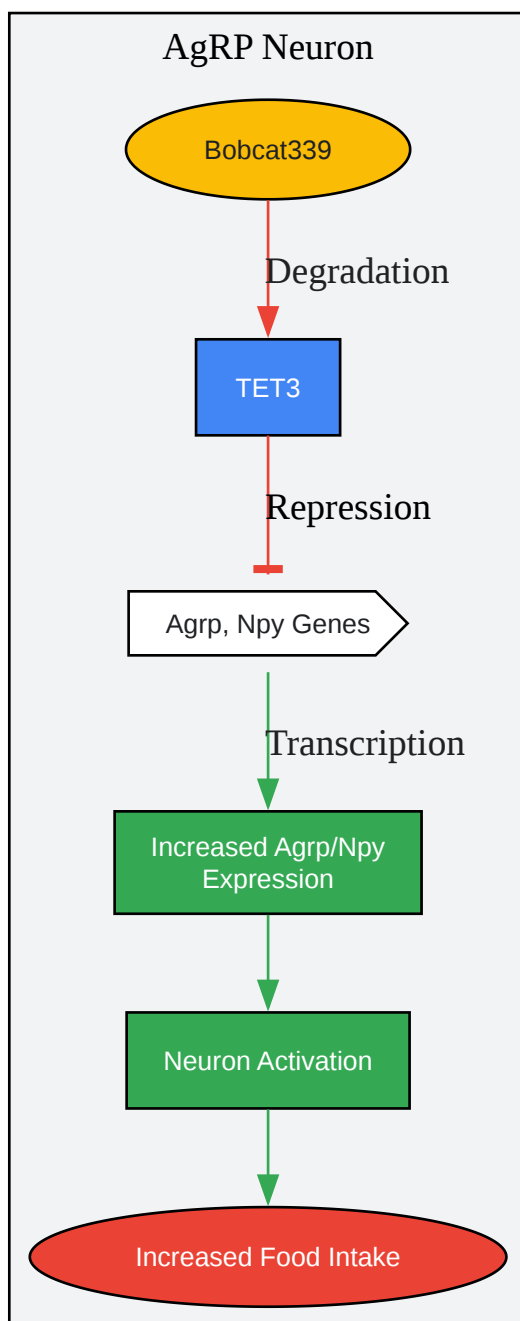 AgRP Neuron
Bobcat339
Degradation
TET3
Repression
Agrp, Npy Genes
Transcription
Increased Agrp/Npy
Expression
Neuron Activation
Increased Food Intake